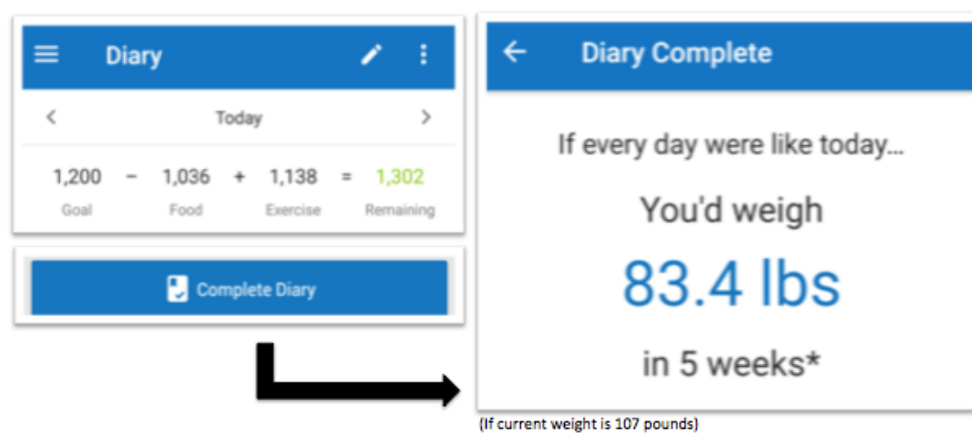 Diary
Today
1,200 – 1,036 + 1,138 = 1,302
Goal Food Exercise Remaining
Complete Diary
Diary Complete
If every day were like today...
You'd weigh
83.4 lbs
in 5 weeks*
(If current weight is 107 pounds)